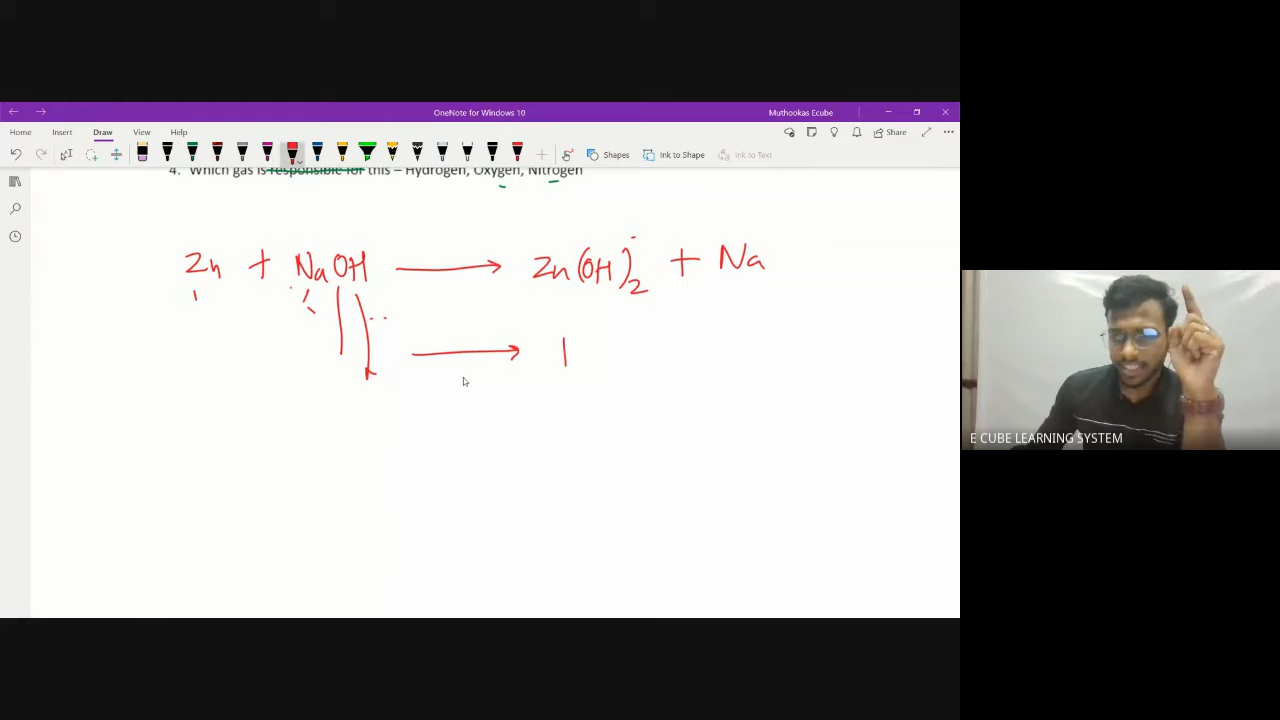 OneNote for Windows 10
Muthookas Ecube
Home Insert Draw View Help
Shapes Ink to Shape Ink to Text Share
4. Which gas is responsible for this – Hydrogen, Oxygen, Nitrogen
Zn + NaOH → Zn(OH)2 + Na
→ |
E CUBE LEARNING SYSTEM